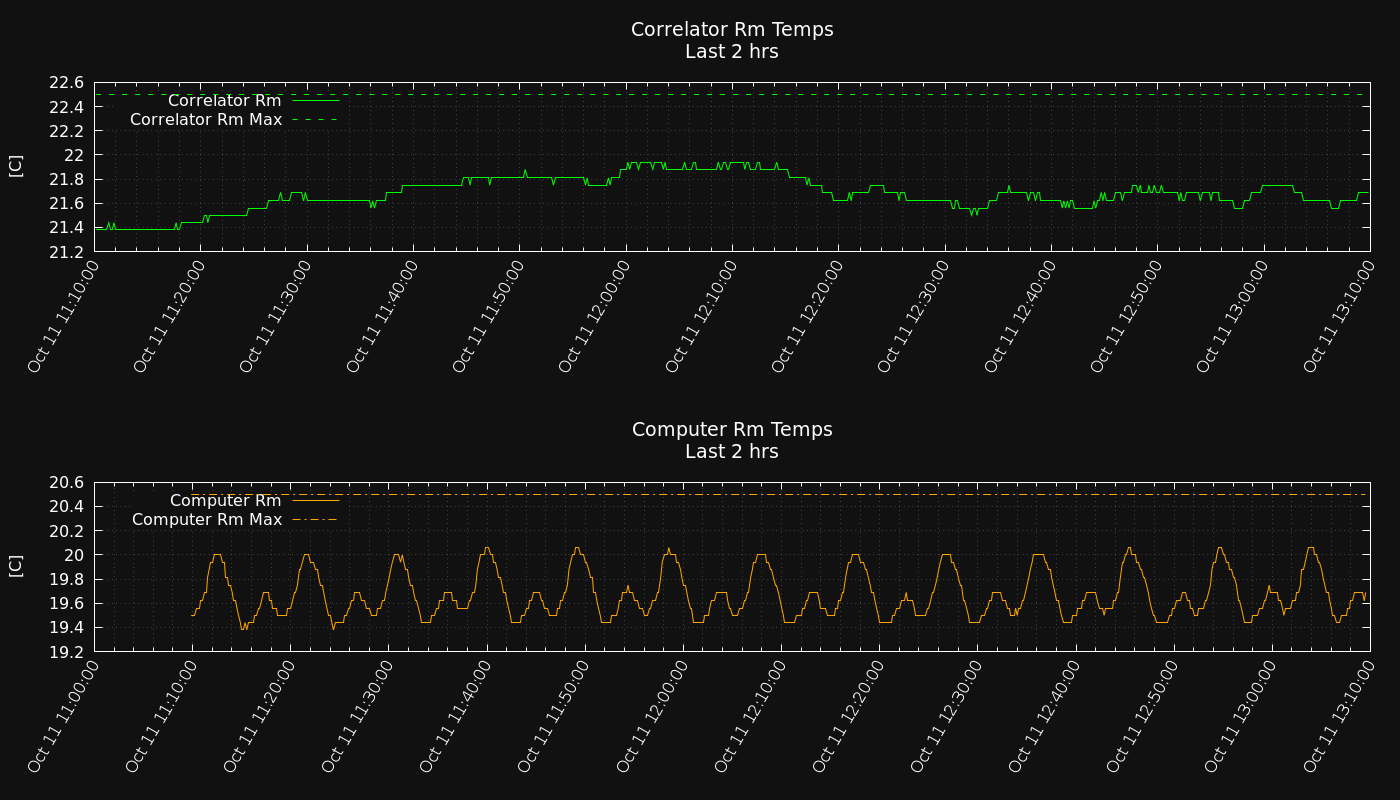 Correlator Rm Temps
Last 2 hrs
[C]
22.6
22.4
22.2
22
21.8
21.6
21.4
21.2
Correlator Rm
Correlator Rm Max
Oct 11 11:10:00
Oct 11 11:20:00
Oct 11 11:30:00
Oct 11 11:40:00
Oct 11 11:50:00
Oct 11 12:00:00
Oct 11 12:10:00
Oct 11 12:20:00
Oct 11 12:30:00
Oct 11 12:40:00
Oct 11 12:50:00
Oct 11 13:00:00
Oct 11 13:10:00
Computer Rm Temps
Last 2 hrs
[C]
20.6
20.4
20.2
20
19.8
19.6
19.4
19.2
Computer Rm
Computer Rm Max
Oct 11 11:00:00
Oct 11 11:10:00
Oct 11 11:20:00
Oct 11 11:30:00
Oct 11 11:40:00
Oct 11 11:50:00
Oct 11 12:00:00
Oct 11 12:10:00
Oct 11 12:20:00
Oct 11 12:30:00
Oct 11 12:40:00
Oct 11 12:50:00
Oct 11 13:00:00
Oct 11 13:10:00